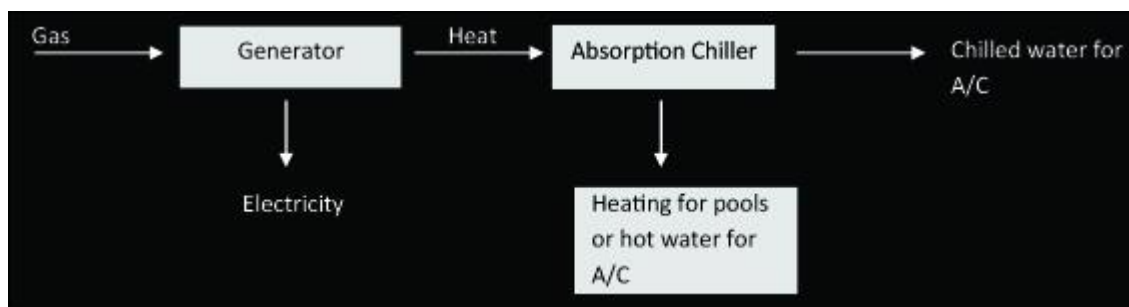 Gas
Generator
Heat
Absorption Chiller
Chilled water for
A/C
Electricity
Heating for pools
or hot water for
A/C